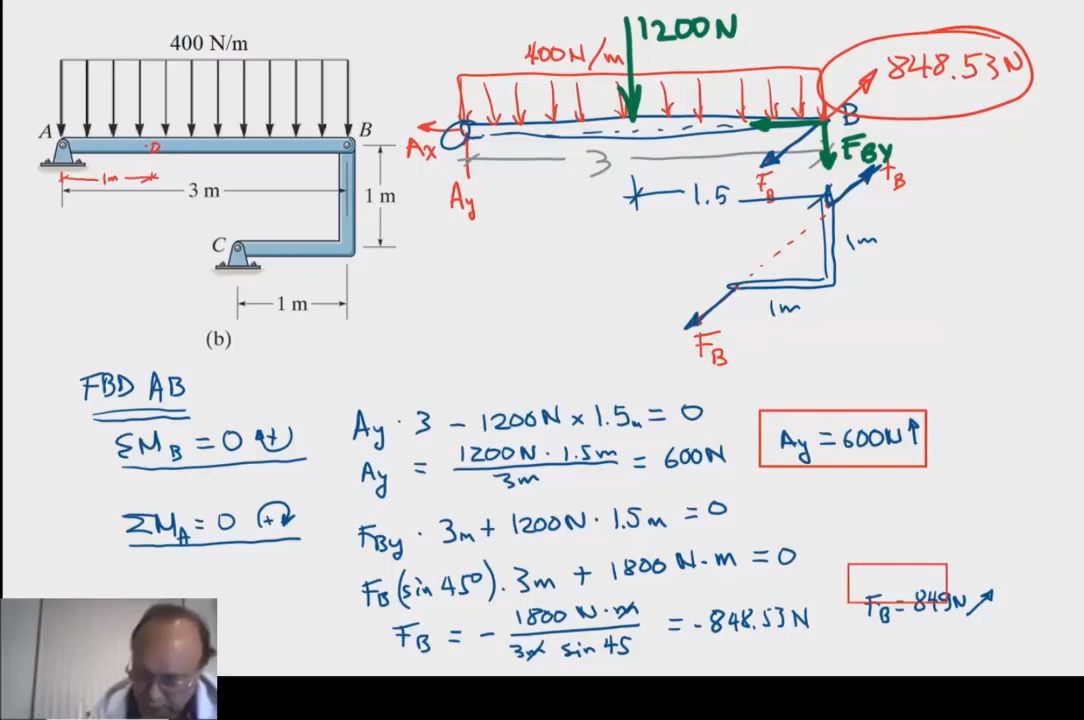 400 N/m
A
B
1m
3 m
1 m
C
1 m
(b)
1200N
400N/m
848.53N
B
Ax
Ay
3
FB
FBY
FB
1.5
1m
1m
FB
FBD AB
ΣMB = 0 (+
Ay · 3 - 1200N x 1.5m = 0
Ay = 1200N · 1.5m / 3m = 600N
Ay = 600N ↑
ΣMA = 0 (+
FBy · 3m + 1200N · 1.5m = 0
FB (sin 45°) · 3m + 1800 N·m = 0
FB = - 1800 N·m / 3m sin 45 = -848.53N
FB = 849N ↗